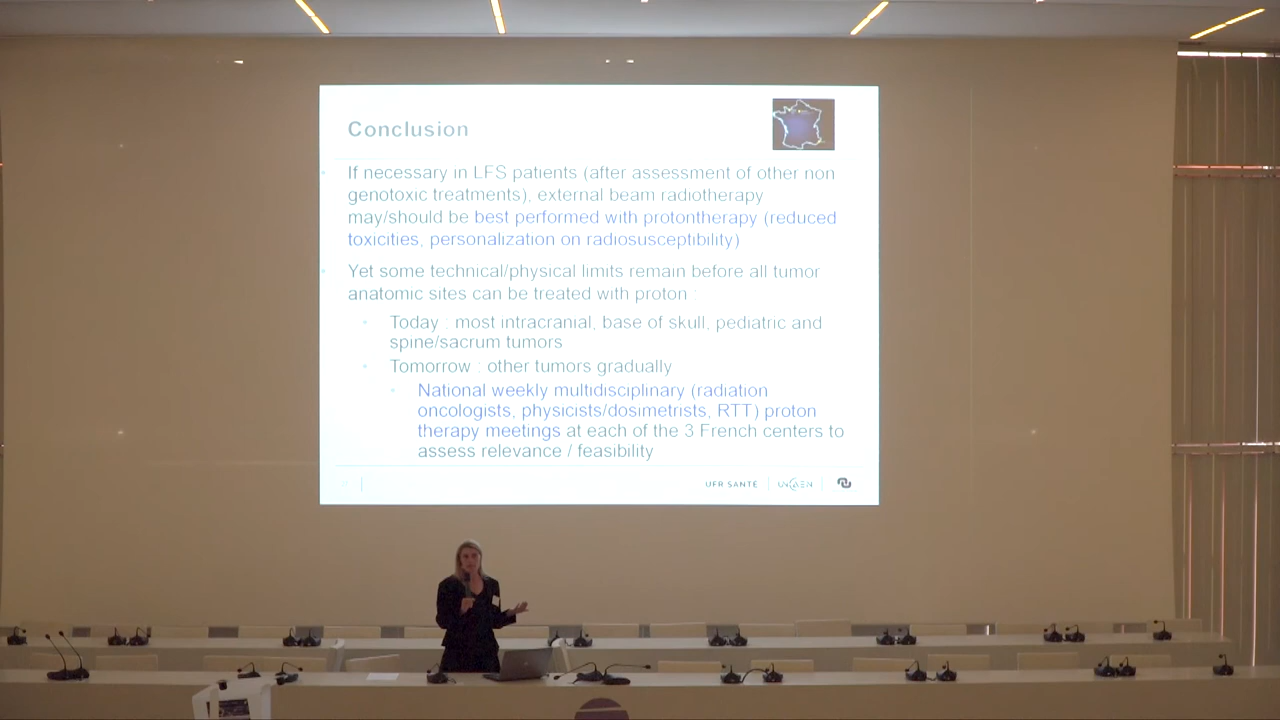 Conclusion
If necessary in LFS patients (after assessment of other non
genotoxic treatments), external beam radiotherapy
may/should be best performed with protontherapy (reduced
toxicities, personalization on radiosusceptibility)
Yet some technical/physical limits remain before all tumor
anatomic sites can be treated with proton :
Today : most intracranial, base of skull, pediatric and
spine/sacrum tumors
Tomorrow : other tumors gradually
National weekly multidisciplinary (radiation
oncologists, physicists/dosimetrists, RTT) proton
therapy meetings at each of the 3 French centers to
assess relevance / feasibility
UFR SANTÉ